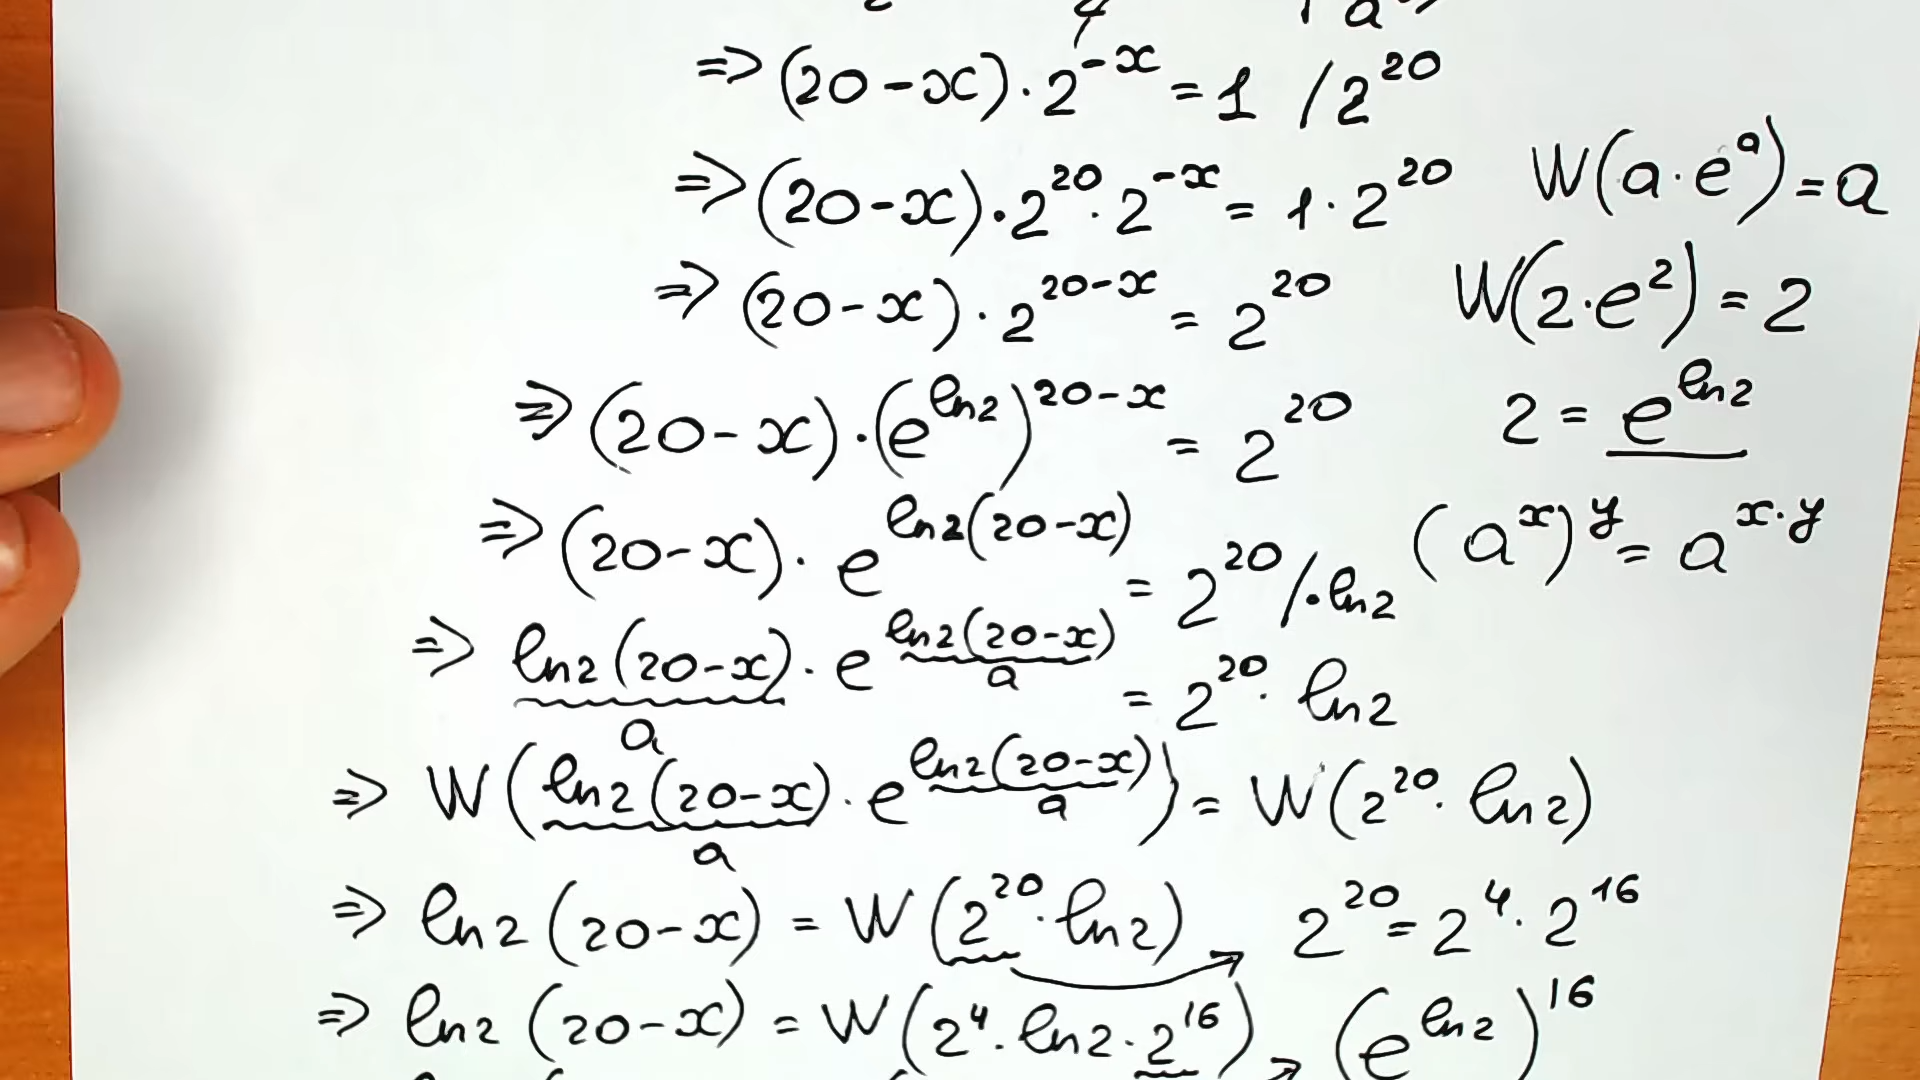 => (20-x)·2^{-x} = 1 /2^{20}
=> (20-x)·2^{20}·2^{-x} = 1·2^{20}
W(a·e^{a}) = a
=> (20-x)·2^{20-x} = 2^{20}
W(2·e^{2}) = 2
=> (20-x)·(e^{ln2})^{20-x} = 2^{20}
2 = e^{ln2}
=> (20-x)·e^{ln2(20-x)} = 2^{20} /·ln2
(a^{x})^{y} = a^{x·y}
=> ln2(20-x)·e^{ln2(20-x)} = 2^{20}·ln2
a a
=> W(ln2(20-x)·e^{ln2(20-x)}) = W(2^{20}·ln2)
a a
=> ln2(20-x) = W(2^{20}·ln2)
2^{20} = 2^{4}·2^{16}
=> ln2(20-x) = W(2^{4}·ln2·2^{16})
(e^{ln2})^{16}